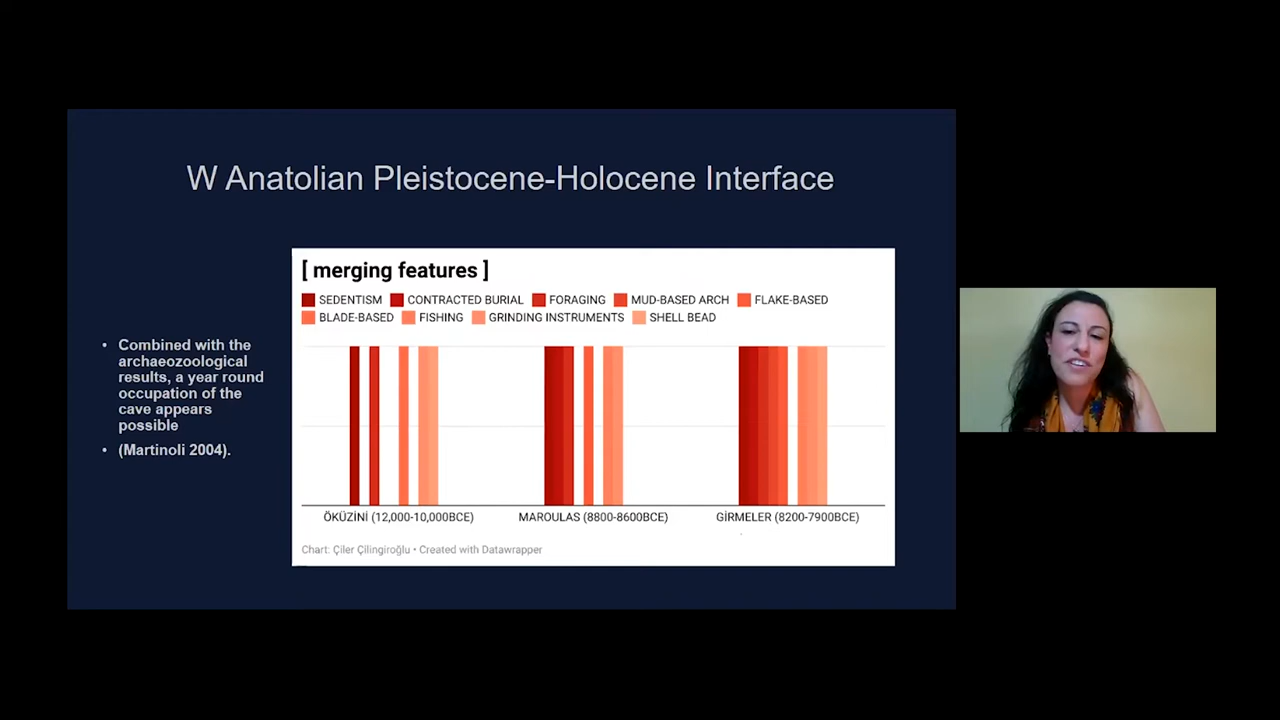 W Anatolian Pleistocene-Holocene Interface
• Combined with the
archaeozoological
results, a year round
occupation of the
cave appears
possible
• (Martinoli 2004).
[ merging features ]
SEDENTISM CONTRACTED BURIAL FORAGING MUD-BASED ARCH FLAKE-BASED
BLADE-BASED FISHING GRINDING INSTRUMENTS SHELL BEAD
ÖKÜZİNİ (12,000-10,000BCE) MAROULAS (8800-8600BCE) GİRMELER (8200-7900BCE)
Chart: Çiler Çilingiroğlu • Created with Datawrapper